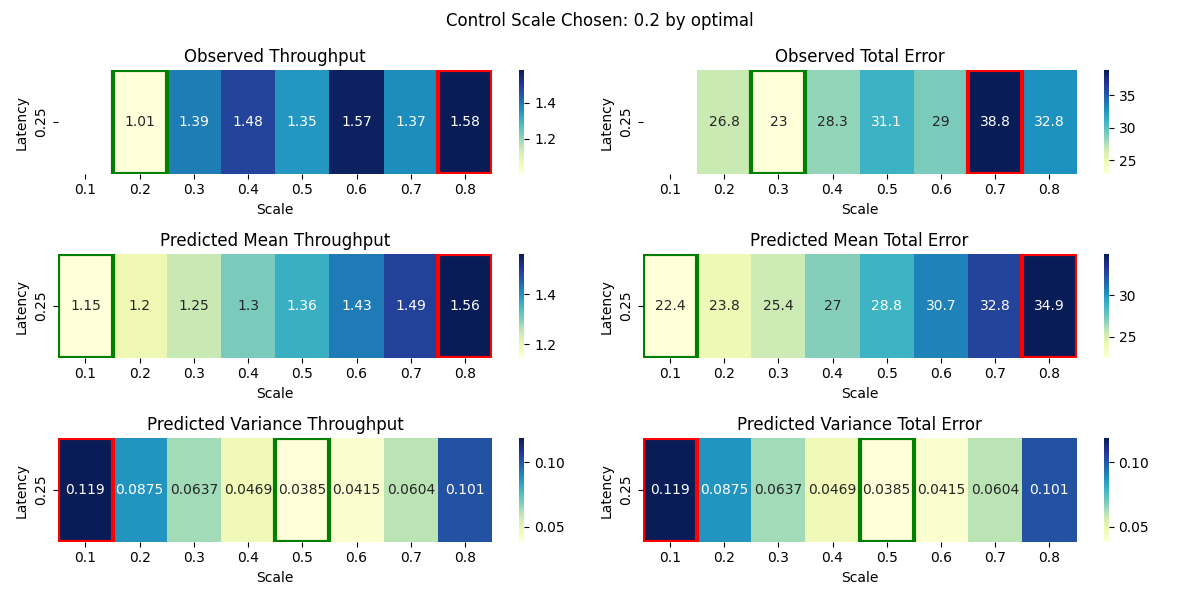 Control Scale Chosen: 0.2 by optimal
Observed Throughput
Latency
0.25
1.01 1.39 1.48 1.35 1.57 1.37 1.58
0.1 0.2 0.3 0.4 0.5 0.6 0.7 0.8
Scale
1.4
1.2
Observed Total Error
Latency
0.25
26.8 23 28.3 31.1 29 38.8 32.8
0.1 0.2 0.3 0.4 0.5 0.6 0.7 0.8
Scale
35
30
25
Predicted Mean Throughput
Latency
0.25
1.15 1.2 1.25 1.3 1.36 1.43 1.49 1.56
0.1 0.2 0.3 0.4 0.5 0.6 0.7 0.8
Scale
1.4
1.2
Predicted Mean Total Error
Latency
0.25
22.4 23.8 25.4 27 28.8 30.7 32.8 34.9
0.1 0.2 0.3 0.4 0.5 0.6 0.7 0.8
Scale
30
25
Predicted Variance Throughput
Latency
0.25
0.119 0.0875 0.0637 0.0469 0.0385 0.0415 0.0604 0.101
0.1 0.2 0.3 0.4 0.5 0.6 0.7 0.8
Scale
0.10
0.05
Predicted Variance Total Error
Latency
0.25
0.119 0.0875 0.0637 0.0469 0.0385 0.0415 0.0604 0.101
0.1 0.2 0.3 0.4 0.5 0.6 0.7 0.8
Scale
0.10
0.05